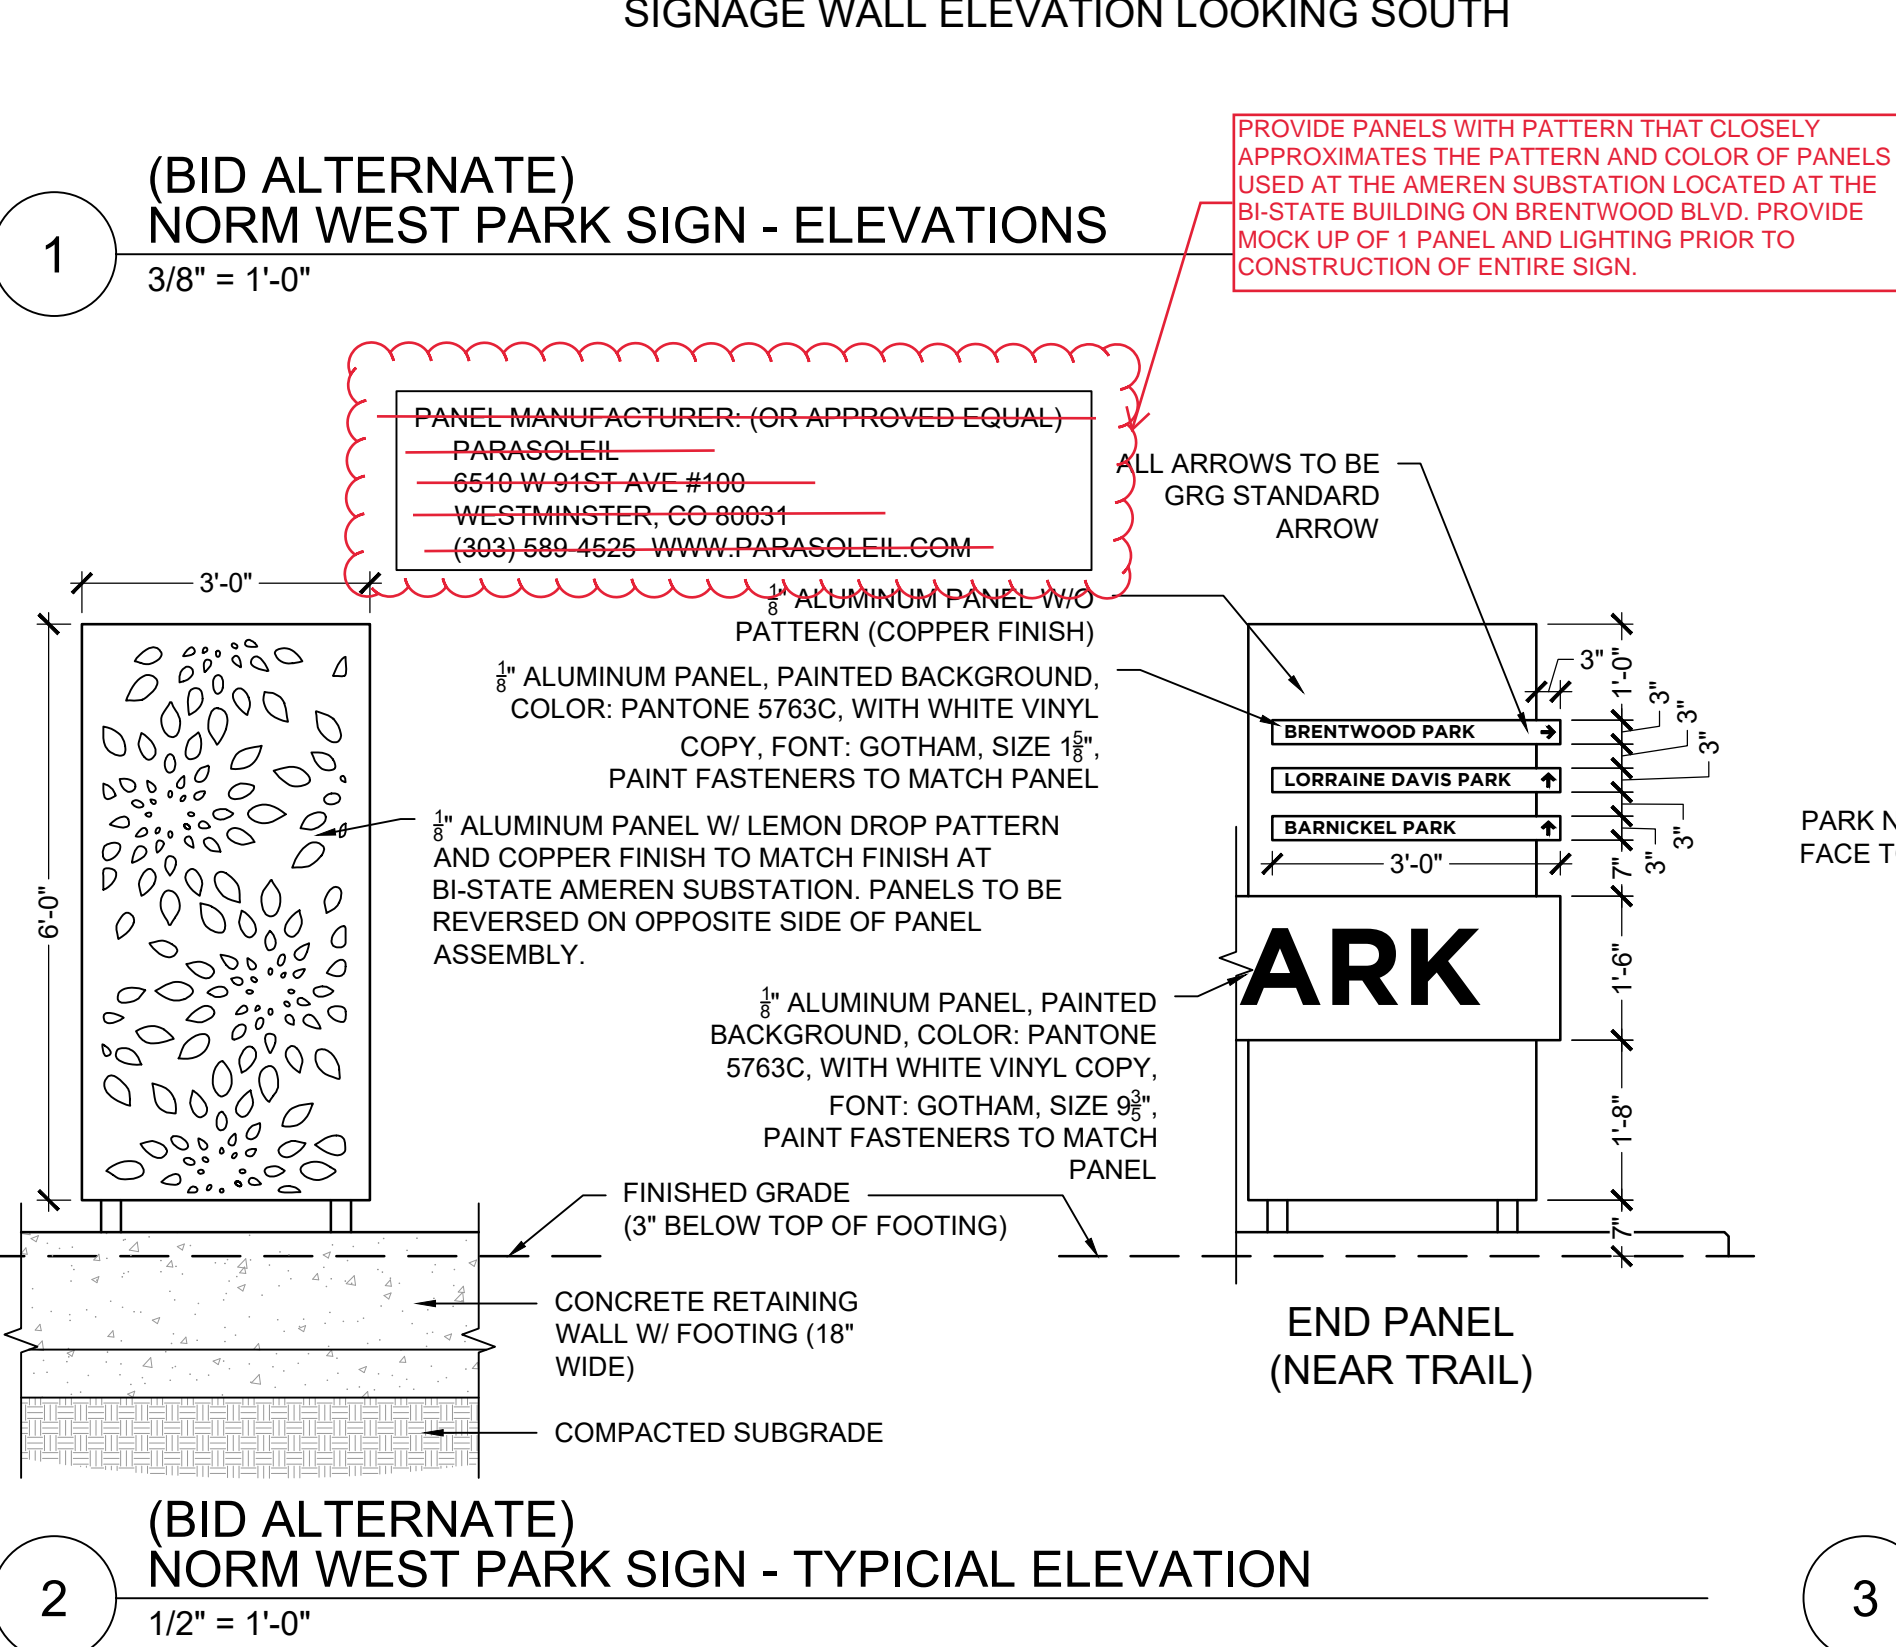 SIGNAGE WALL ELEVATION LOOKING SOUTH
1
(BID ALTERNATE)
NORM WEST PARK SIGN - ELEVATIONS
3/8" = 1'-0"
PROVIDE PANELS WITH PATTERN THAT CLOSELY
APPROXIMATES THE PATTERN AND COLOR OF PANELS
USED AT THE AMEREN SUBSTATION LOCATED AT THE
BI-STATE BUILDING ON BRENTWOOD BLVD. PROVIDE
MOCK UP OF 1 PANEL AND LIGHTING PRIOR TO
CONSTRUCTION OF ENTIRE SIGN.
PANEL MANUFACTURER: (OR APPROVED EQUAL)
PARASOLEIL
6510 W 91ST AVE #100
WESTMINSTER, CO 80031
(303) 589-4525 WWW.PARASOLEIL.COM
ALL ARROWS TO BE
GRG STANDARD
ARROW
3'-0"
6'-0"
1/8" ALUMINUM PANEL W/O
PATTERN (COPPER FINISH)
1/8" ALUMINUM PANEL, PAINTED BACKGROUND,
COLOR: PANTONE 5763C, WITH WHITE VINYL
COPY, FONT: GOTHAM, SIZE 1 5/8",
PAINT FASTENERS TO MATCH PANEL
1/8" ALUMINUM PANEL W/ LEMON DROP PATTERN
AND COPPER FINISH TO MATCH FINISH AT
BI-STATE AMEREN SUBSTATION. PANELS TO BE
REVERSED ON OPPOSITE SIDE OF PANEL
ASSEMBLY.
1/8" ALUMINUM PANEL, PAINTED
BACKGROUND, COLOR: PANTONE
5763C, WITH WHITE VINYL COPY,
FONT: GOTHAM, SIZE 9 3/5",
PAINT FASTENERS TO MATCH
PANEL
FINISHED GRADE
(3" BELOW TOP OF FOOTING)
CONCRETE RETAINING
WALL W/ FOOTING (18"
WIDE)
COMPACTED SUBGRADE
BRENTWOOD PARK →
LORRAINE DAVIS PARK ↑
BARNICKEL PARK ↑
3'-0"
ARK
3"
1'-0"
3"
3"
3"
3"
3"
7"
1'-6"
1'-8"
7"
END PANEL
(NEAR TRAIL)
PARK N
FACE T
2
(BID ALTERNATE)
NORM WEST PARK SIGN - TYPICIAL ELEVATION
1/2" = 1'-0"
3